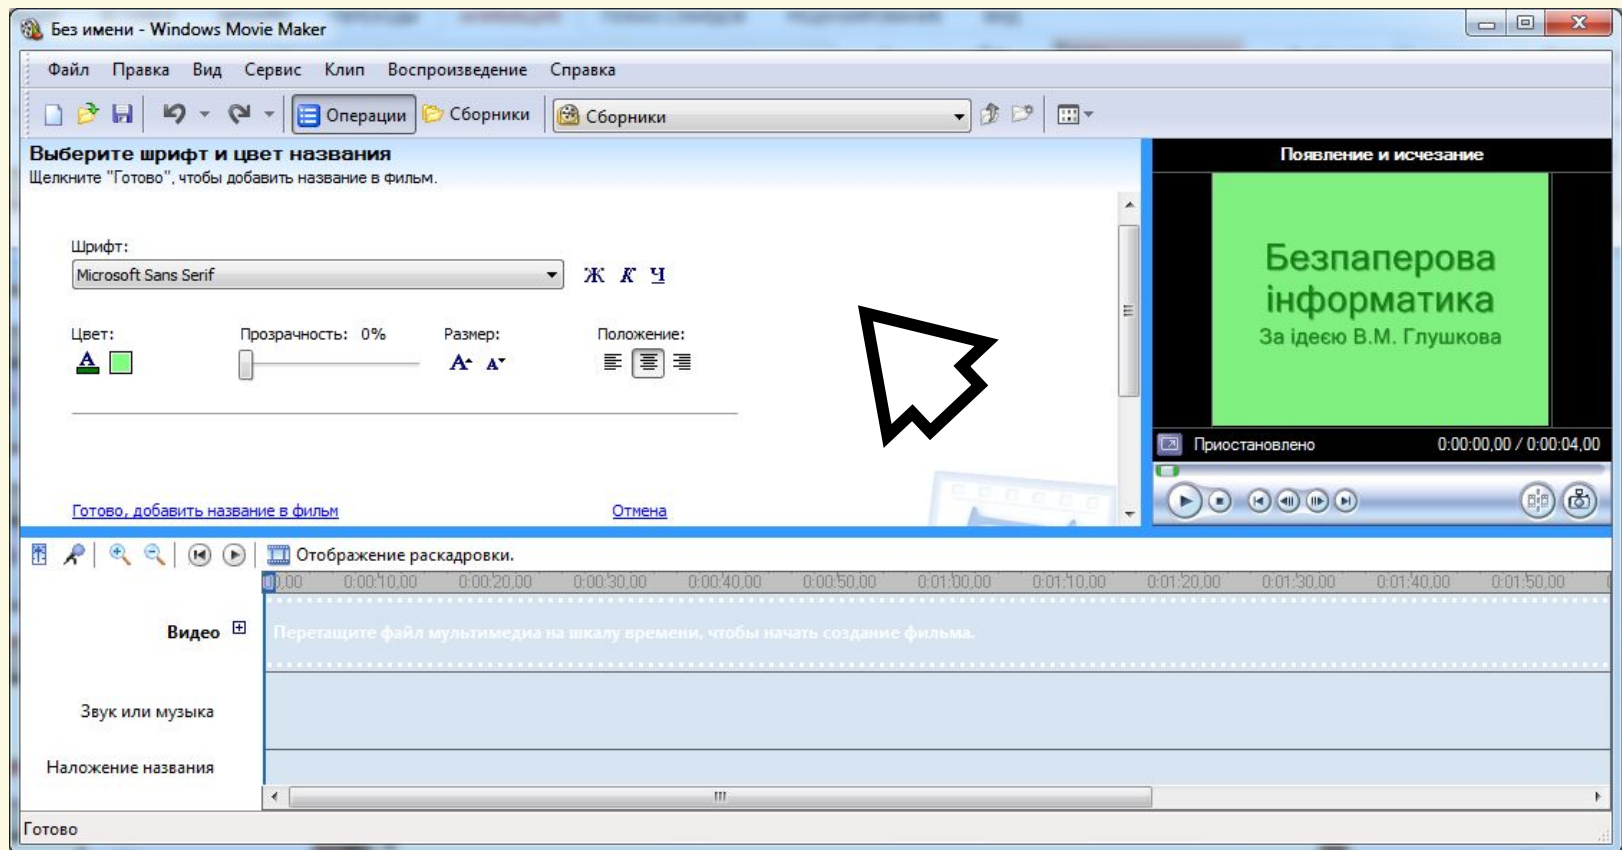 Без имени - Windows Movie Maker
Файл Правка Вид Сервис Клип Воспроизведение Справка
Операции Сборники Сборники
Выберите шрифт и цвет названия
Щелкните "Готово", чтобы добавить название в фильм.
Шрифт:
Microsoft Sans Serif Ж К Ч
Цвет: Прозрачность: 0% Размер: Положение:
Готово, добавить название в фильм Отмена
Появление и исчезание
Безпаперова
інформатика
За ідеєю В.М. Глушкова
Приостановлено 0:00:00,00 / 0:00:04,00
Отображение раскадровки.
0:00:10,00 0:00:20,00 0:00:30,00 0:00:40,00 0:00:50,00 0:01:00,00 0:01:10,00 0:01:20,00 0:01:30,00 0:01:40,00 0:01:50,00
Видео Перетащите файл мультимедиа на шкалу времени, чтобы начать создание фильма.
Звук или музыка
Наложение названия
Готово